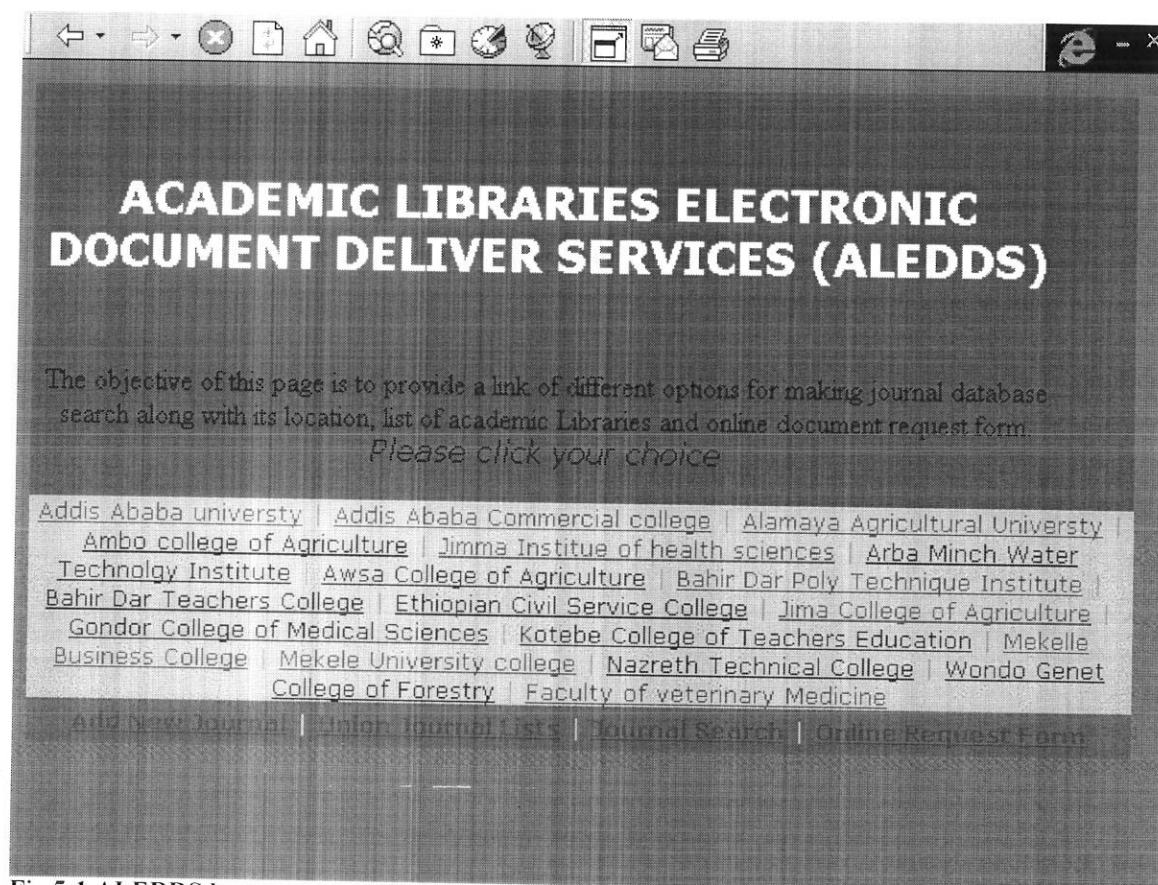 ACADEMIC LIBRARIES ELECTRONIC
DOCUMENT DELIVER SERVICES (ALEDDS)
The objective of this page is to provide a link of different options for making journal database
search along with its location, list of academic Libraries and online document request form.
Please click your choice
Addis Ababa universty | Addis Ababa Commercial college | Alamaya Agricultural Universty |
Ambo college of Agriculture | Jimma Institue of health sciences | Arba Minch Water
Technolgy Institute | Awsa College of Agriculture | Bahir Dar Poly Technique Institute |
Bahir Dar Teachers College | Ethiopian Civil Service College | Jima College of Agriculture |
Gondor College of Medical Sciences | Kotebe College of Teachers Education | Mekelle
Business College | Mekele University college | Nazreth Technical College | Wondo Genet
College of Forestry | Faculty of veterinary Medicine
Add New Journal | Union Journal Lists | Journal Search | Online Request Form
Fig 5.1 ALEDDS